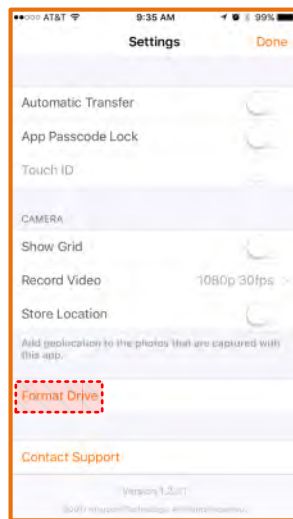 AT&T 9:35 AM 99%
Settings Done
Automatic Transfer
App Passcode Lock
Touch ID
CAMERA
Show Grid
Record Video 1080p 30fps >
Store Location
Add geolocation to the photos that are captured with
this app.
Format Drive
Contact Support